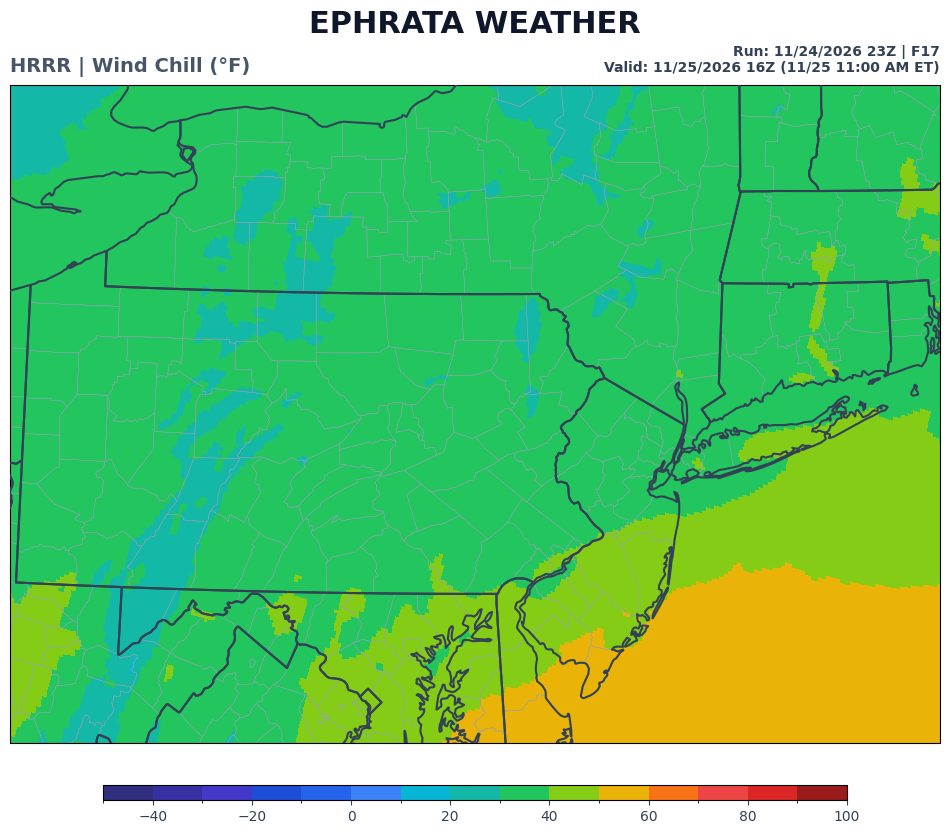 EPHRATA WEATHER
HRRR | Wind Chill (°F)
Run: 11/24/2026 23Z | F17
Valid: 11/25/2026 16Z (11/25 11:00 AM ET)
−40 −20 0 20 40 60 80 100